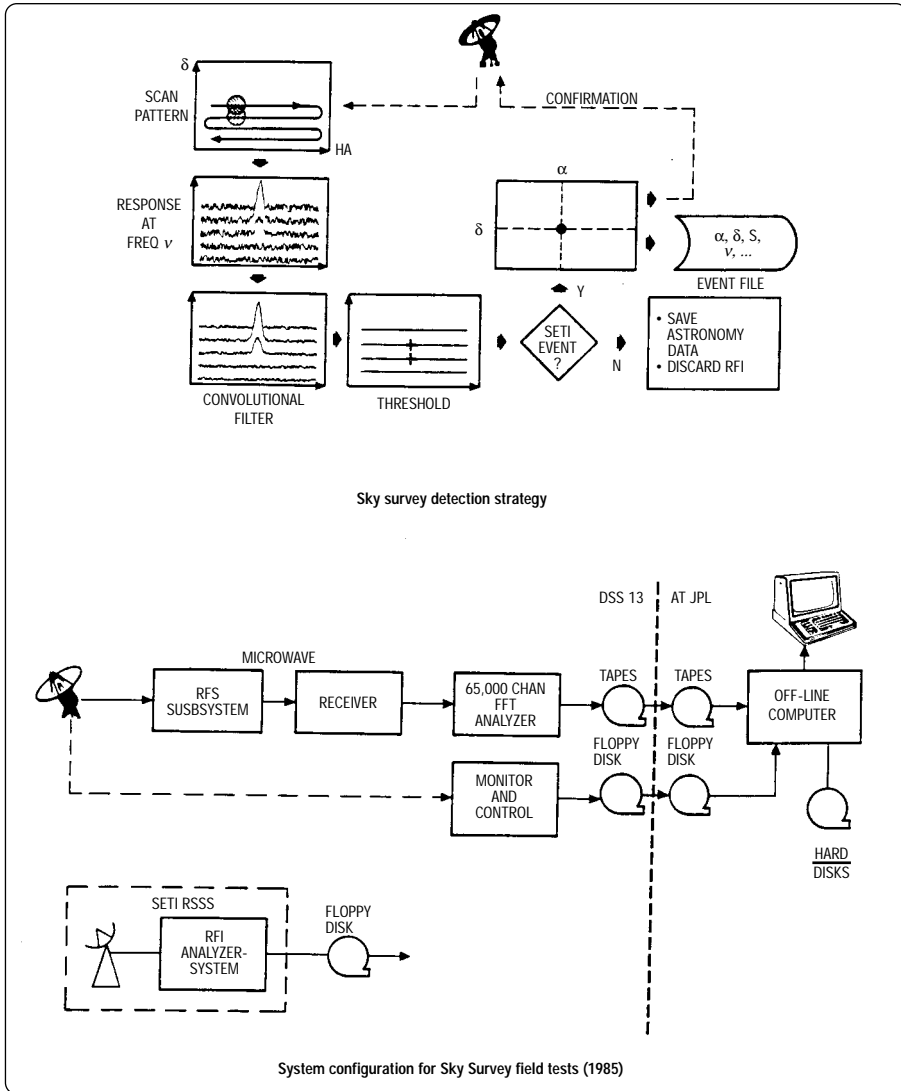 δ
SCAN
PATTERN
HA
CONFIRMATION
RESPONSE
AT
FREQ ν
α
δ
α, δ, S,
ν, ...
EVENT FILE
Y
SETI
EVENT
?
N
• SAVE
ASTRONOMY
DATA
• DISCARD RFI
CONVOLUTIONAL
FILTER
THRESHOLD
Sky survey detection strategy
DSS 13
AT JPL
MICROWAVE
RFS
SUSBSYSTEM
RECEIVER
65,000 CHAN
FFT
ANALYZER
TAPES
TAPES
OFF-LINE
COMPUTER
MONITOR
AND
CONTROL
FLOPPY
DISK
FLOPPY
DISK
HARD
DISKS
SETI RSSS
RFI
ANALYZER-
SYSTEM
FLOPPY
DISK
System configuration for Sky Survey field tests (1985)